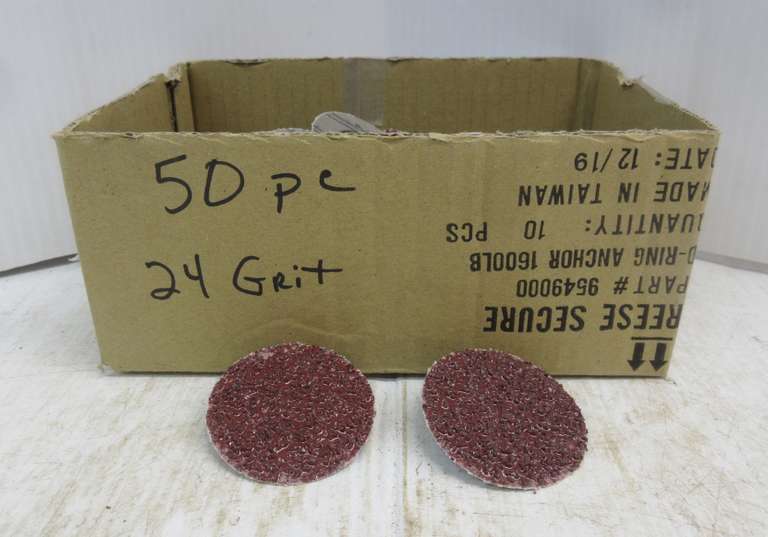 50 pc
24 Grit
REESE SECURE
PART # 9549000
D-RING ANCHOR 1600LB
QUANTITY: 10 PCS
MADE IN TAIWAN
DATE: 12/19